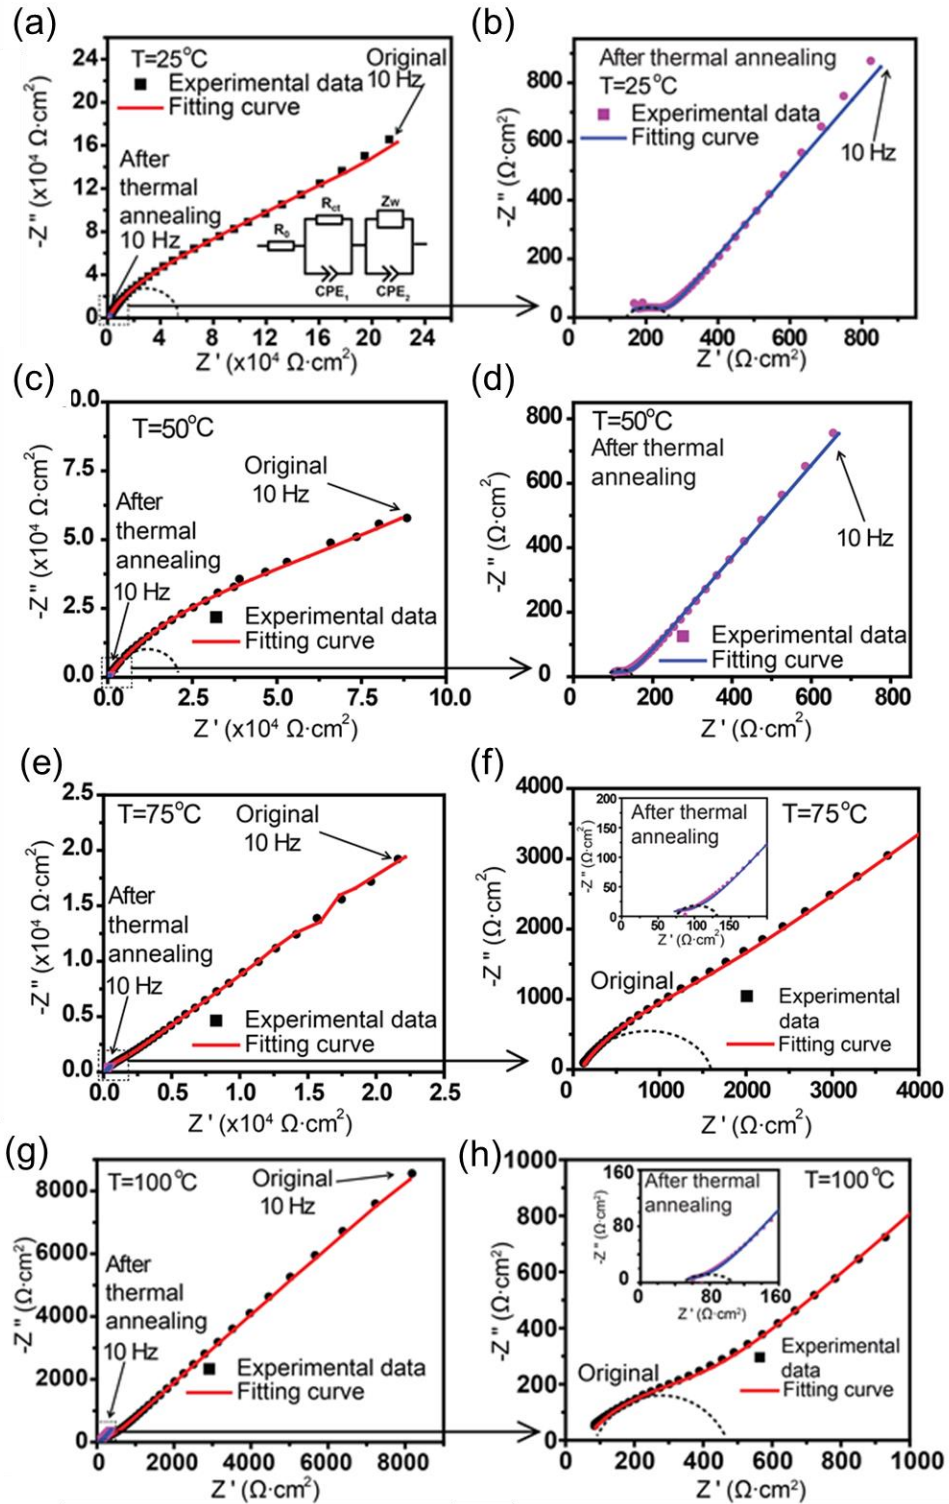 (a)
T=25°C
Original
10 Hz
Experimental data
Fitting curve
After
thermal
annealing
10 Hz
R₀
Rct
CPE₁
Zw
CPE₂
24
20
16
12
8
4
0
0 4 8 12 16 20 24
-Z" (x10⁴ Ω·cm²)
Z' (x10⁴ Ω·cm²)
(b)
After thermal annealing
T=25°C
Experimental data
Fitting curve
10 Hz
800
600
400
200
0
0 200 400 600 800
-Z" (Ω·cm²)
Z' (Ω·cm²)
(c)
T=50°C
Original
10 Hz
After
thermal
annealing
10 Hz
Experimental data
Fitting curve
0.0
7.5
5.0
2.5
0.0
0.0 2.5 5.0 7.5 10.0
-Z" (x10⁴ Ω·cm²)
Z' (x10⁴ Ω·cm²)
(d)
T=50°C
After thermal
annealing
10 Hz
Experimental data
Fitting curve
800
600
400
200
0
0 200 400 600 800
-Z" (Ω·cm²)
Z' (Ω·cm²)
(e)
T=75°C
Original
10 Hz
After
thermal
annealing
10 Hz
Experimental data
Fitting curve
2.5
2.0
1.5
1.0
0.5
0.0
0.0 0.5 1.0 1.5 2.0 2.5
-Z" (x10⁴ Ω·cm²)
Z' (x10⁴ Ω·cm²)
(f)
T=75°C
After thermal
annealing
200
150
100
50
0
0 50 100 150
-Z" (Ω·cm²)
Z' (Ω·cm²)
Original
Experimental
data
Fitting curve
4000
3000
2000
1000
0
0 1000 2000 3000 4000
-Z" (Ω·cm²)
Z' (Ω·cm²)
(g)
T=100°C
Original
10 Hz
After
thermal
annealing
10 Hz
Experimental data
Fitting curve
8000
6000
4000
2000
0
0 2000 4000 6000 8000
-Z" (Ω·cm²)
Z' (Ω·cm²)
(h)
T=100°C
After thermal
annealing
160
80
0
0 80 160
-Z" (Ω·cm²)
Z' (Ω·cm²)
Original
Experimental
data
Fitting curve
1000
800
600
400
200
0
0 200 400 600 800 1000
-Z" (Ω·cm²)
Z' (Ω·cm²)